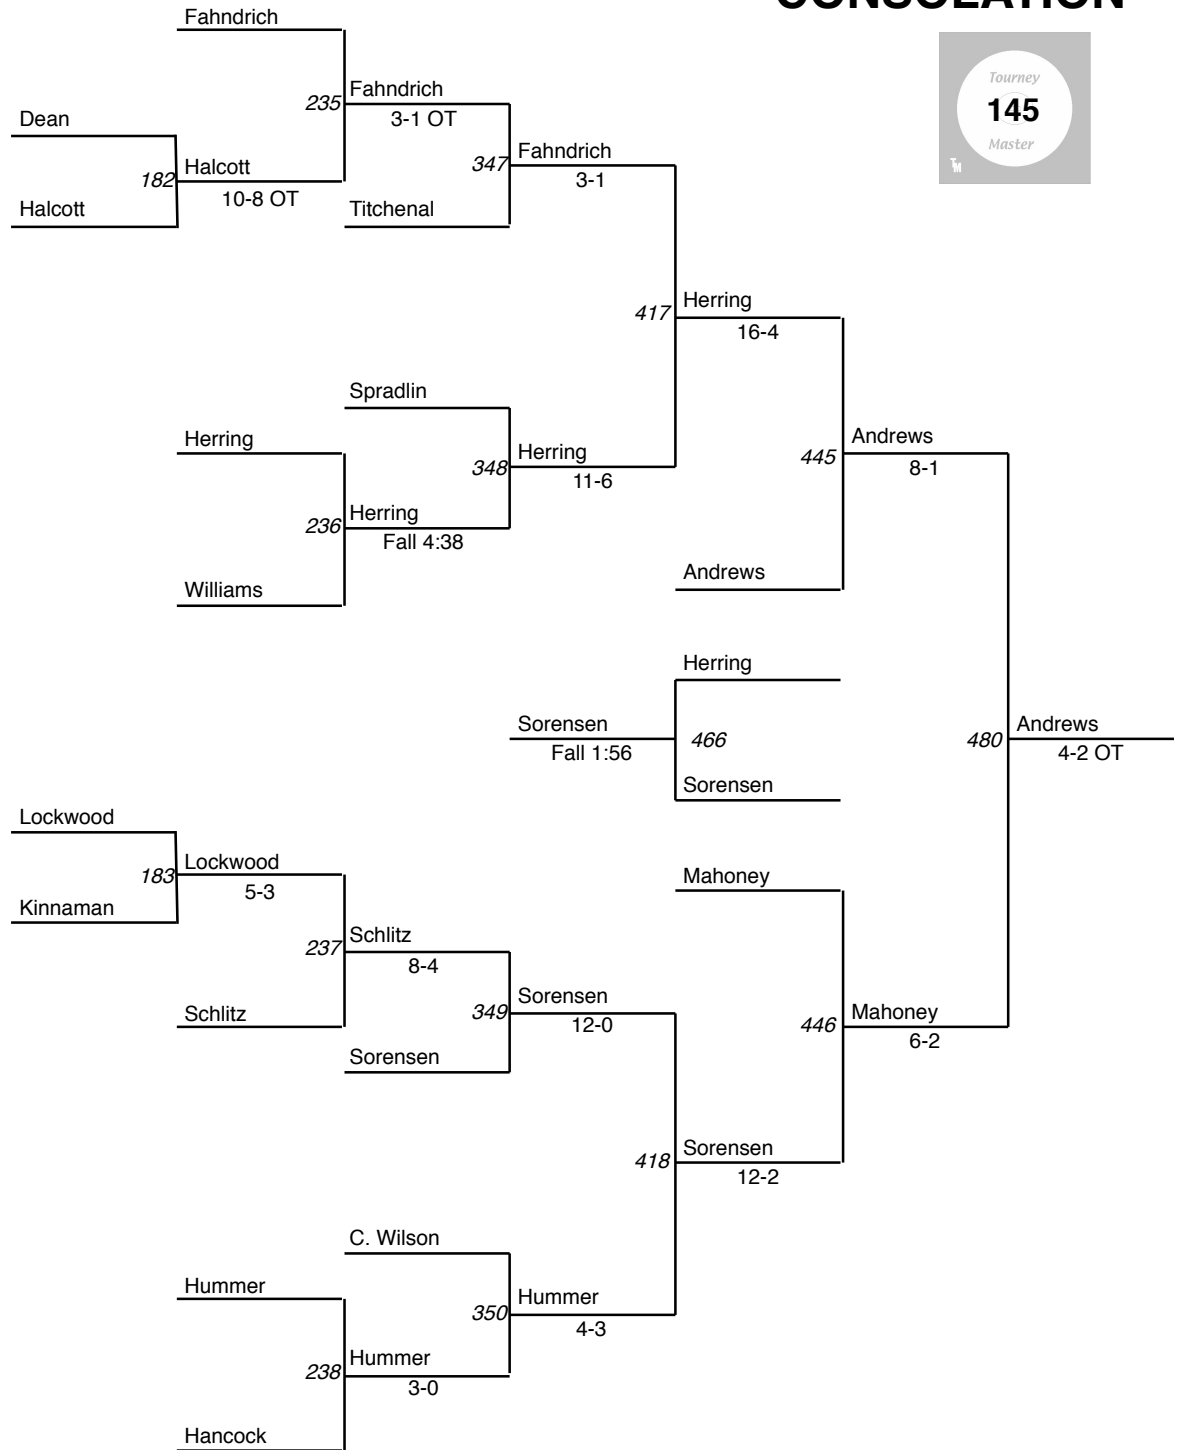 CONSOLATION
Fahndrich
Tourney
145
Master
TM
235
Fahndrich
3-1 OT
Dean
182
Halcott
10-8 OT
Halcott
347
Fahndrich
3-1
Titchenal
417
Herring
16-4
Spradlin
Herring
348
Herring
11-6
236
Herring
Fall 4:38
Williams
445
Andrews
8-1
Andrews
Herring
Sorensen
Fall 1:56
466
Sorensen
480
Andrews
4-2 OT
Lockwood
183
Lockwood
5-3
Kinnaman
Mahoney
237
Schlitz
8-4
Schlitz
349
Sorensen
12-0
Sorensen
446
Mahoney
6-2
418
Sorensen
12-2
C. Wilson
Hummer
350
Hummer
4-3
238
Hummer
3-0
Hancock